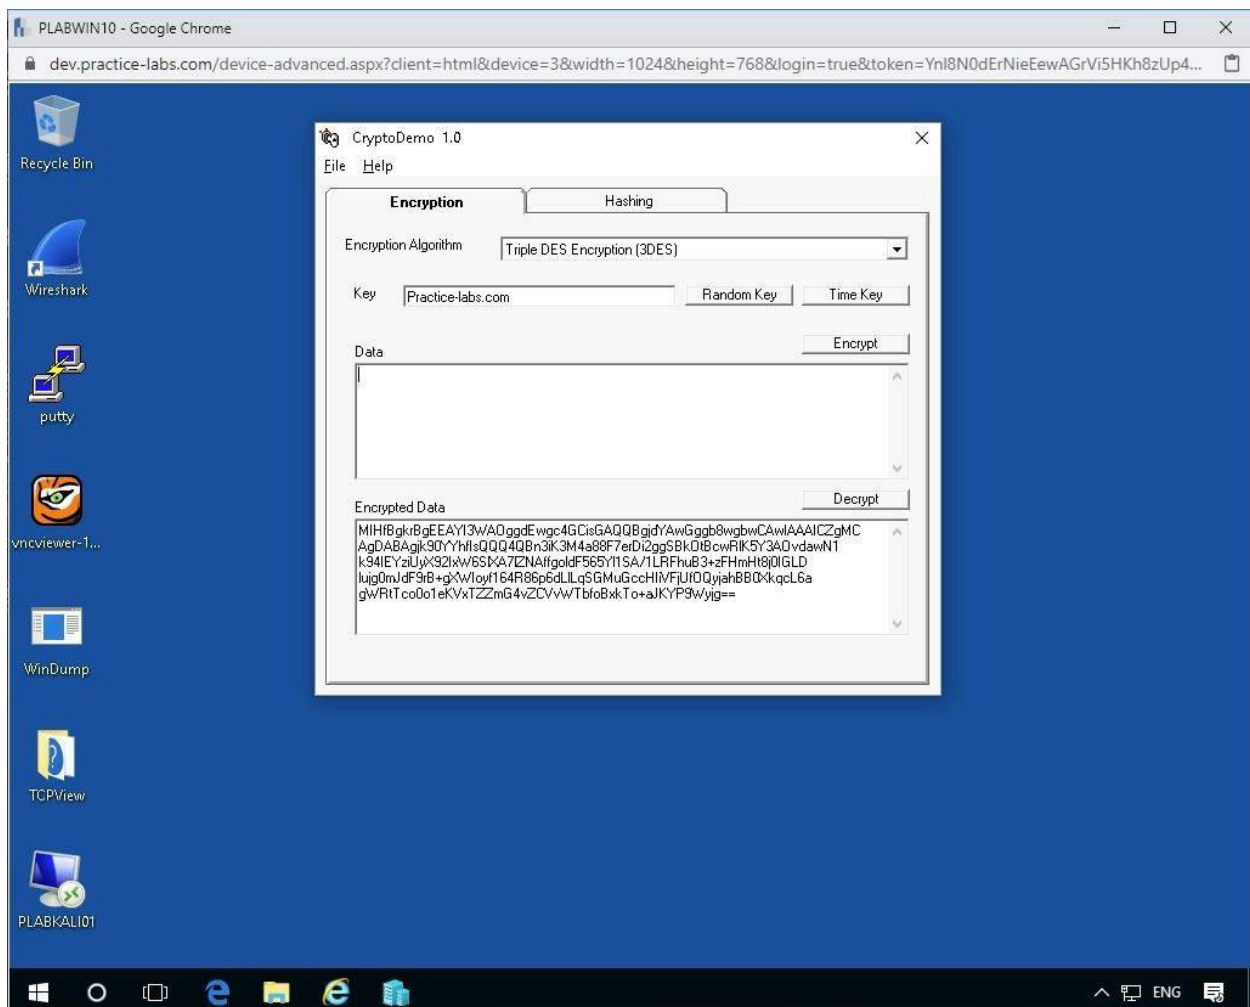 PLABWIN10 - Google Chrome
dev.practice-labs.com/device-advanced.aspx?client=html&device=3&width=1024&height=768&login=true&token=Ynl8N0dErNieEewAGrVi5HKh8zUp4...
Recycle Bin
Wireshark
putty
vncviewer-1...
WinDump
TCPView
PLABKALI01
CryptoDemo 1.0
File Help
Encryption Hashing
Encryption Algorithm Triple DES Encryption (3DES)
Key Practice-labs.com Random Key Time Key
Encrypt
Data
Decrypt
Encrypted Data
ENG